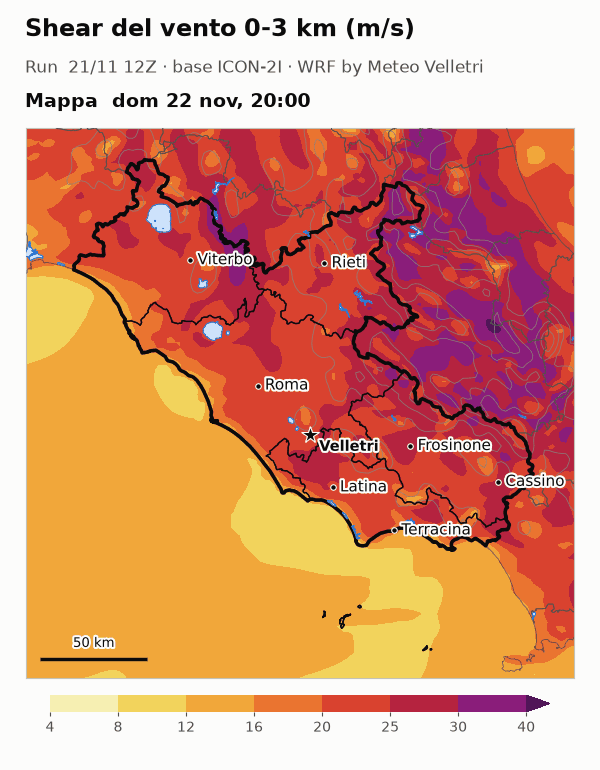 Shear del vento 0-3 km (m/s)
Run  21/11 12Z · base ICON-2I · WRF by Meteo Velletri
Mappa  dom 22 nov, 20:00
Viterbo
Rieti
Roma
Velletri
Frosinone
Latina
Cassino
Terracina
50 km
4 8 12 16 20 25 30 40